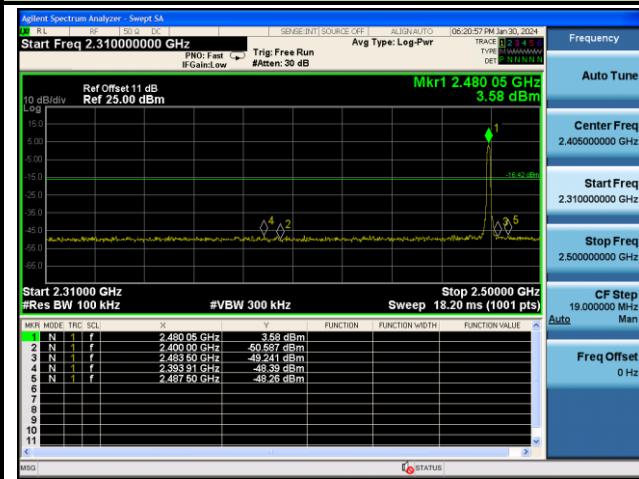 Agilent Spectrum Analyzer - Swept SA
RL RF 50 Ω DC SENSE:INT SOURCE OFF ALIGN AUTO 06:20:57 PM Jan 30, 2024
Start Freq 2.310000000 GHz
PNO: Fast
IFGain:Low
Trig: Free Run
#Atten: 30 dB
Avg Type: Log-Pwr
TRACE 1 2 3 4 5 6
TYPE M
DET P N N N N N
Ref Offset 11 dB
Ref 25.00 dBm
10 dB/div
Log
Mkr1 2.480 05 GHz
3.58 dBm
15.0
5.00
-5.00
-15.0
-25.0
-35.0
-45.0
-55.0
-65.0
-16.42 dBm
1
4
2
3
5
Start 2.31000 GHz
Stop 2.50000 GHz
#Res BW 100 kHz
#VBW 300 kHz
Sweep 18.20 ms (1001 pts)
MKR MODE TRC SCL X Y FUNCTION FUNCTION WIDTH FUNCTION VALUE
1 N 1 f 2.480 05 GHz 3.58 dBm
2 N 1 f 2.400 00 GHz -50.587 dBm
3 N 1 f 2.483 50 GHz -49.241 dBm
4 N 1 f 2.393 91 GHz -48.39 dBm
5 N 1 f 2.487 50 GHz -48.26 dBm
6
7
8
9
10
11
MSG
STATUS
Frequency
Auto Tune
Center Freq
2.405000000 GHz
Start Freq
2.310000000 GHz
Stop Freq
2.500000000 GHz
CF Step
19.000000 MHz
Auto Man
Freq Offset
0 Hz